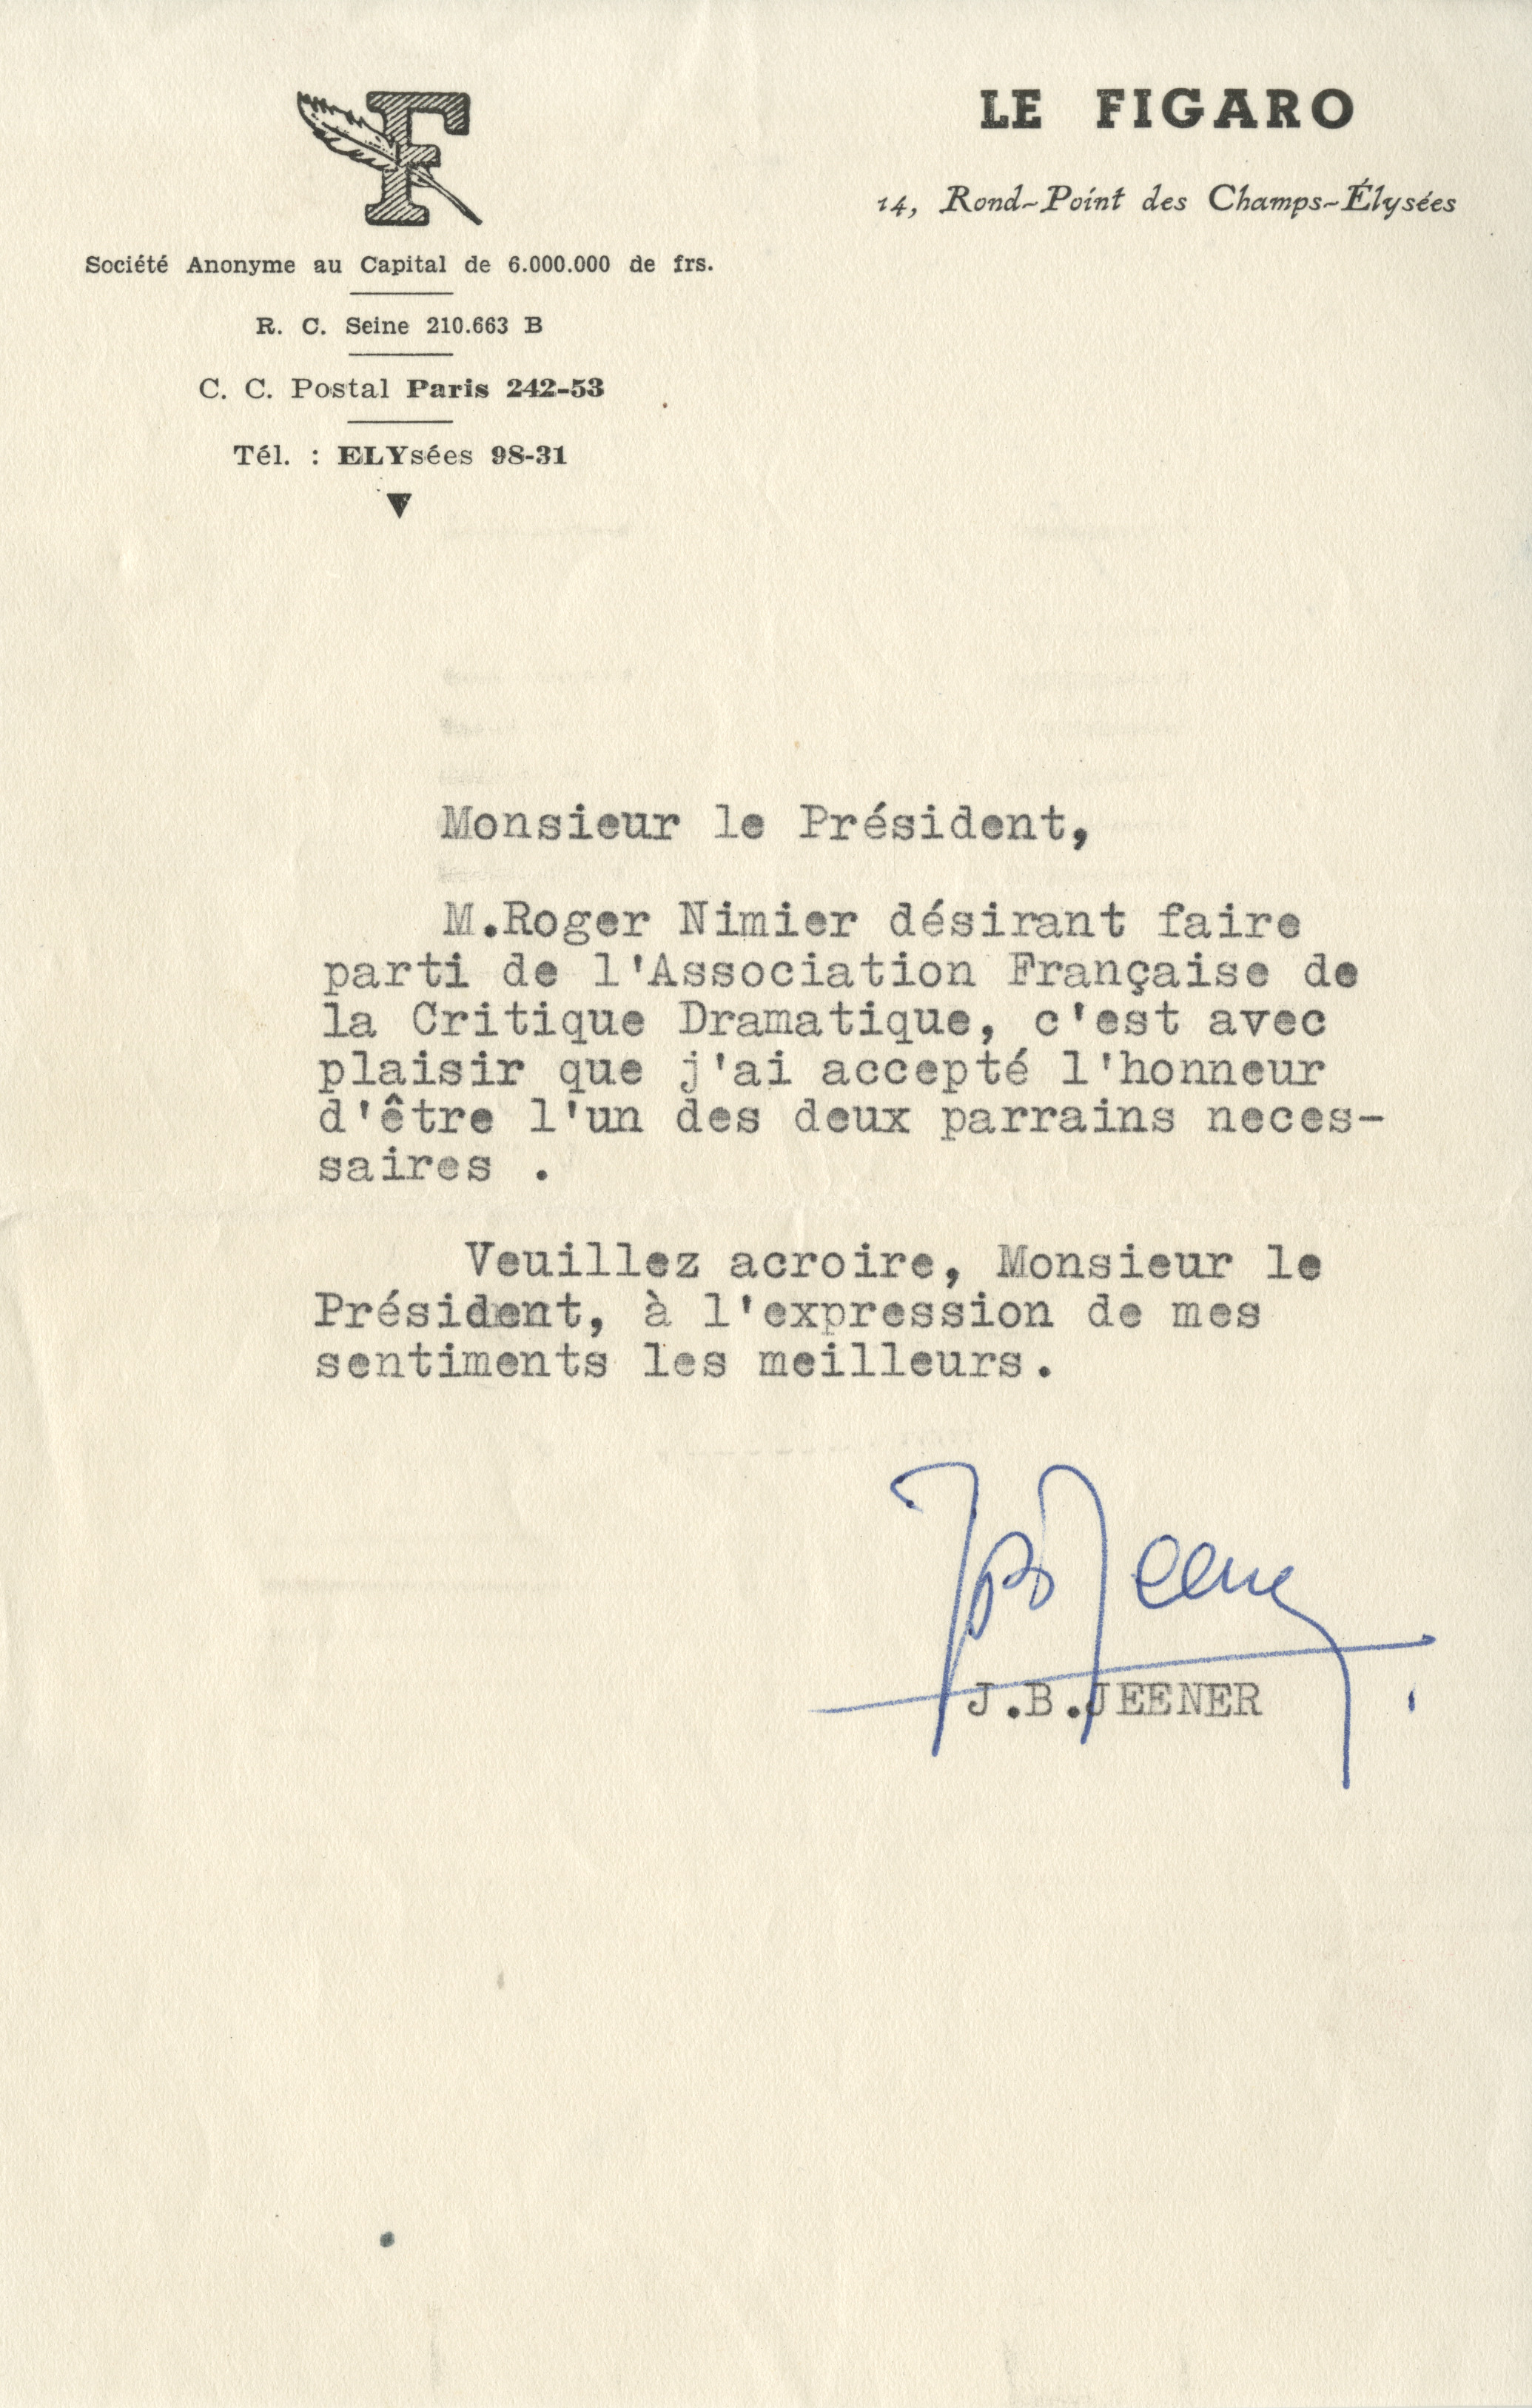 F
LE FIGARO
14, Rond-Point des Champs-Élysées
Société Anonyme au Capital de 6.000.000 de frs.
R. C. Seine 210.663 B
C. C. Postal Paris 242-53
Tél. : ELYsées 98-31
Monsieur le Président,
M.Roger Nimier désirant faire
parti de l'Association Française de
la Critique Dramatique, c'est avec
plaisir que j'ai accepté l'honneur
d'être l'un des deux parrains neces-
saires .
Veuillez acroire, Monsieur le
Président, à l'expression de mes
sentiments les meilleurs.
JB Jeener
J.B.JEENER